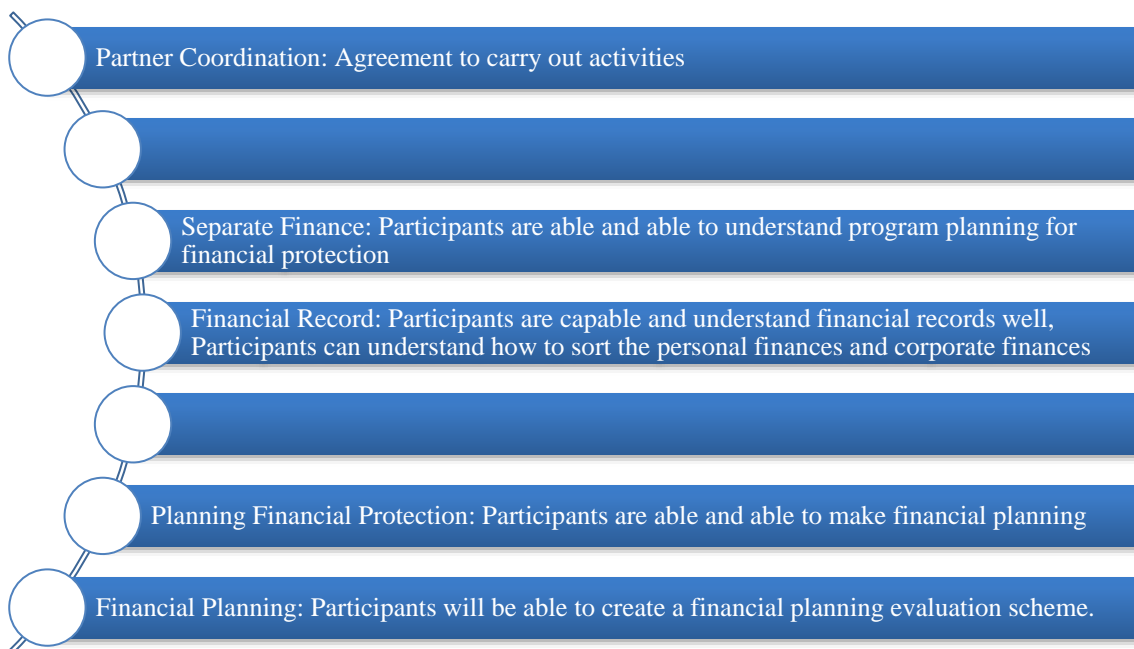 Partner Coordination: Agreement to carry out activities
Separate Finance: Participants are able and able to understand program planning for
financial protection
Financial Record: Participants are capable and understand financial records well,
Participants can understand how to sort the personal finances and corporate finances
Planning Financial Protection: Participants are able and able to make financial planning
Financial Planning: Participants will be able to create a financial planning evaluation scheme.